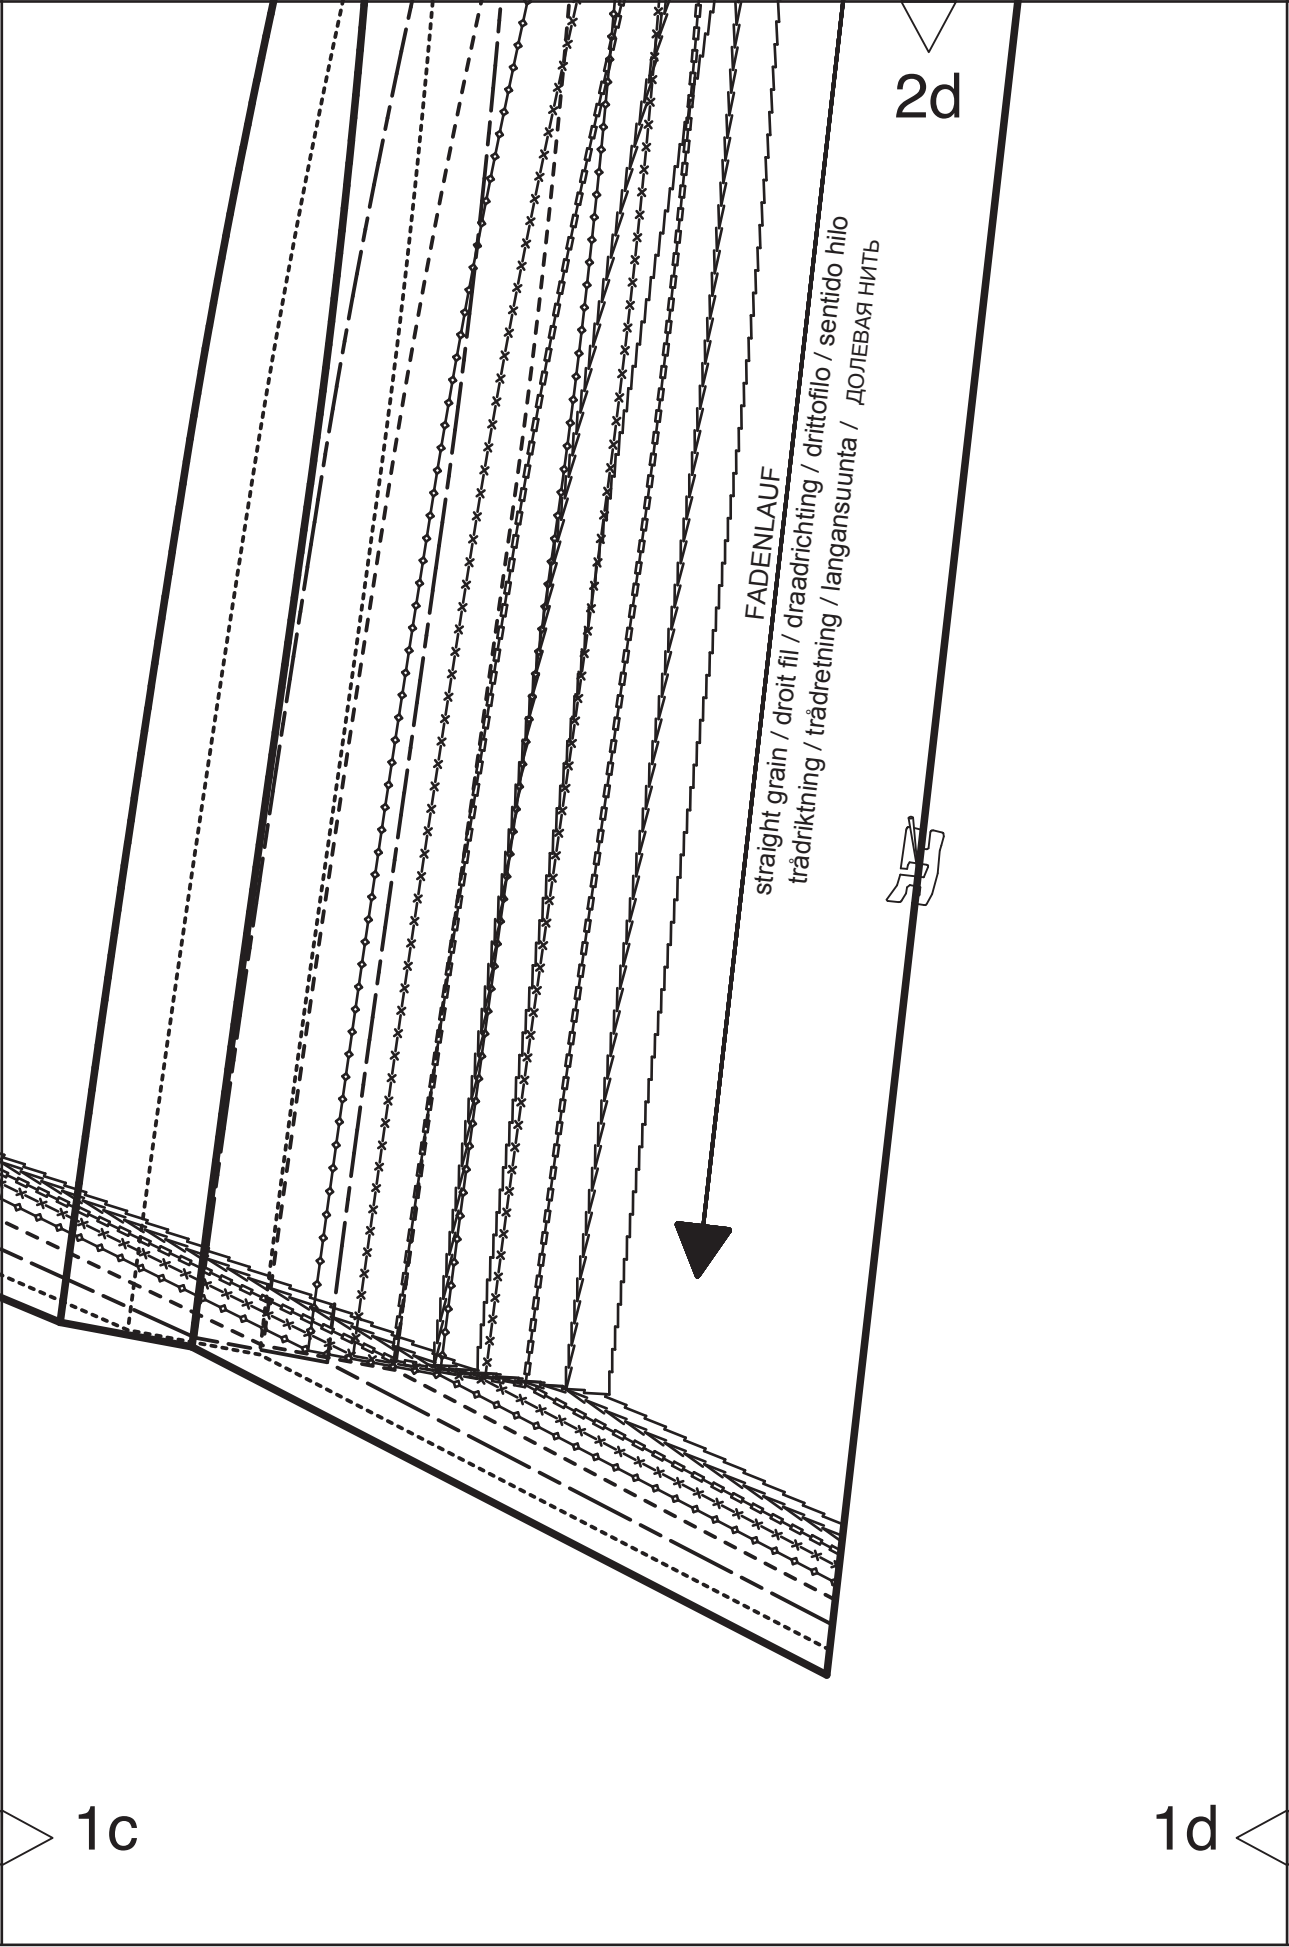 2d
FADENLAUF
straight grain / droit fil / draadrichting / drittofilo / sentido hilo
trådriktning / trådretning / langansuunta / ДОЛЕВАЯ НИТЬ
1c
1d